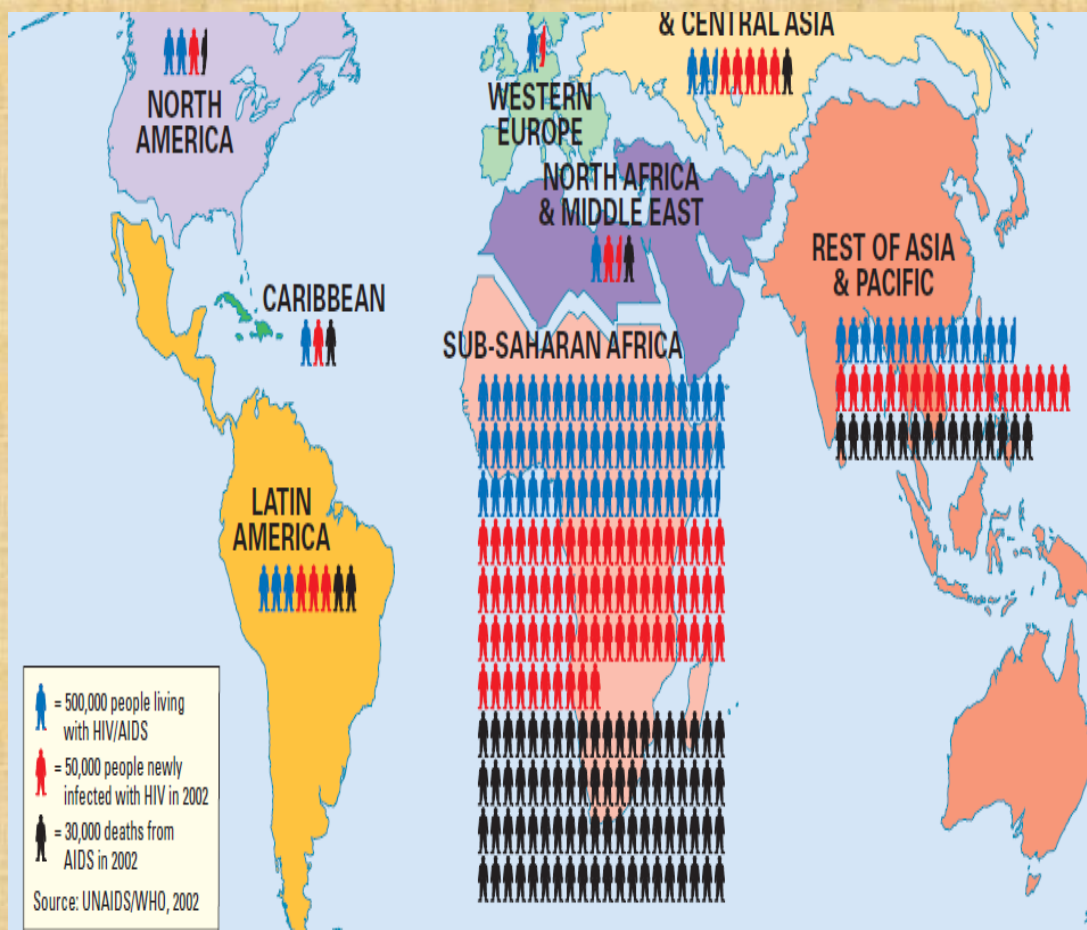 & CENTRAL ASIA
NORTH
AMERICA
WESTERN
EUROPE
NORTH AFRICA
& MIDDLE EAST
REST OF ASIA
& PACIFIC
CARIBBEAN
SUB-SAHARAN AFRICA
LATIN
AMERICA
= 500,000 people living
with HIV/AIDS
= 50,000 people newly
infected with HIV in 2002
= 30,000 deaths from
AIDS in 2002
Source: UNAIDS/WHO, 2002